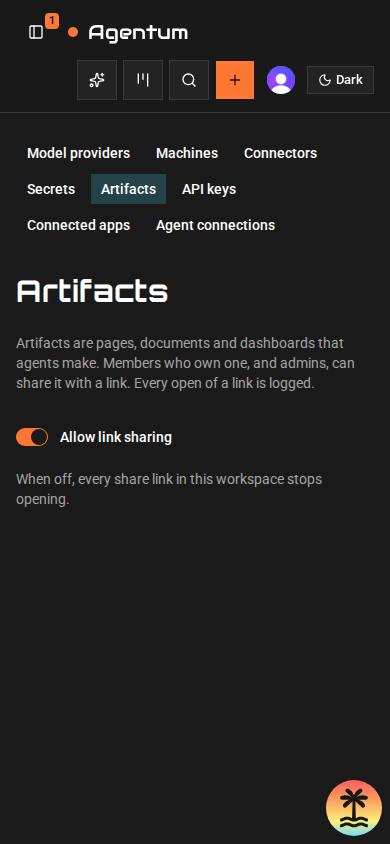 1
Agentum
Dark
Model providers
Machines
Connectors
Secrets
Artifacts
API keys
Connected apps
Agent connections
Artifacts
Artifacts are pages, documents and dashboards that
agents make. Members who own one, and admins, can
share it with a link. Every open of a link is logged.
Allow link sharing
When off, every share link in this workspace stops
opening.